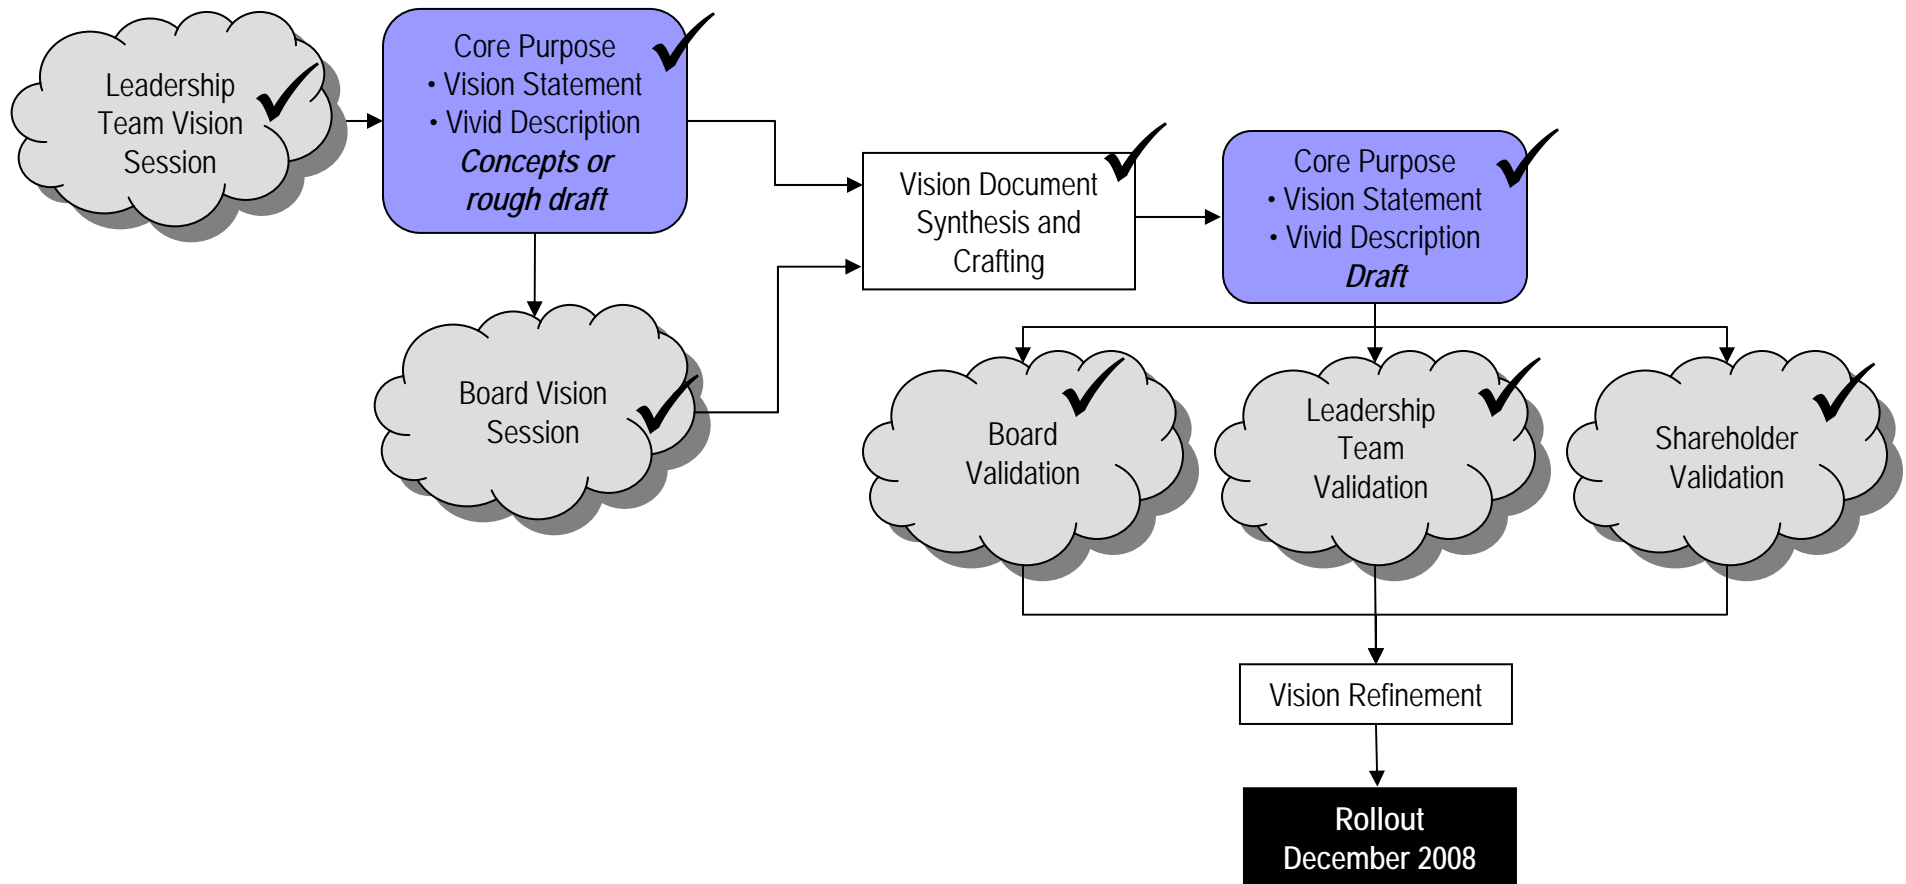 Leadership
Team Vision
Session
Core Purpose
• Vision Statement
• Vivid Description
Concepts or
rough draft
Board Vision
Session
Vision Document
Synthesis and
Crafting
Core Purpose
• Vision Statement
• Vivid Description
Draft
Board
Validation
Leadership
Team
Validation
Shareholder
Validation
Vision Refinement
Rollout
December 2008